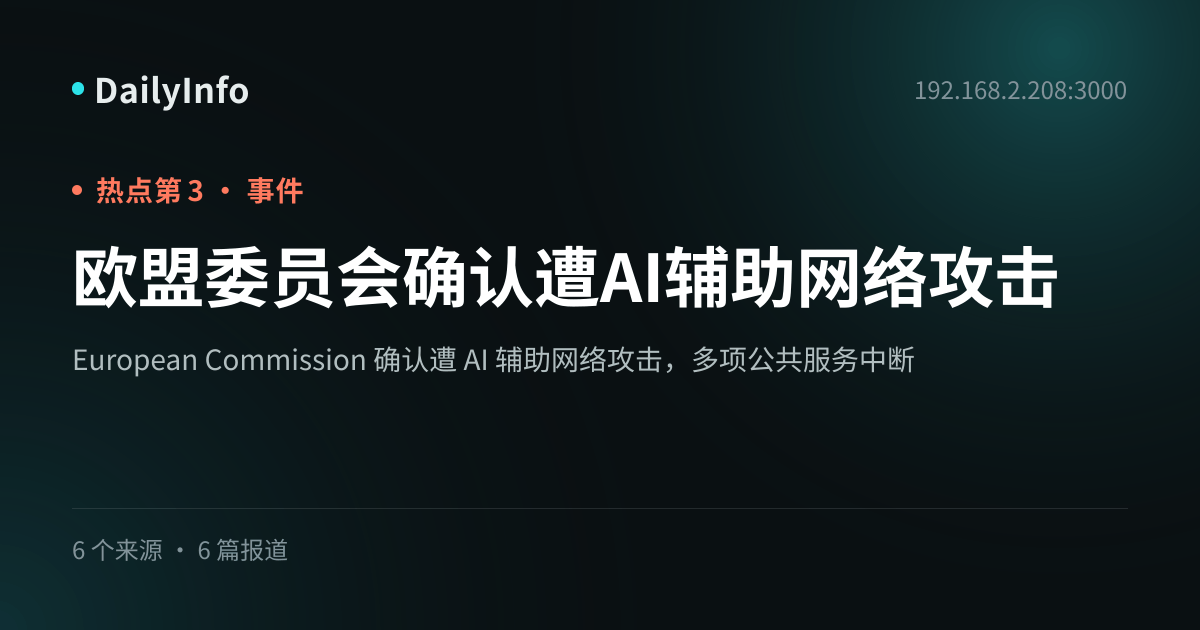 DailyInfo
192.168.2.208:3000
热点第 3 · 事件
欧盟委员会确认遭AI辅助网络攻击
European Commission 确认遭 AI 辅助网络攻击，多项公共服务中断
6 个来源 · 6 篇报道